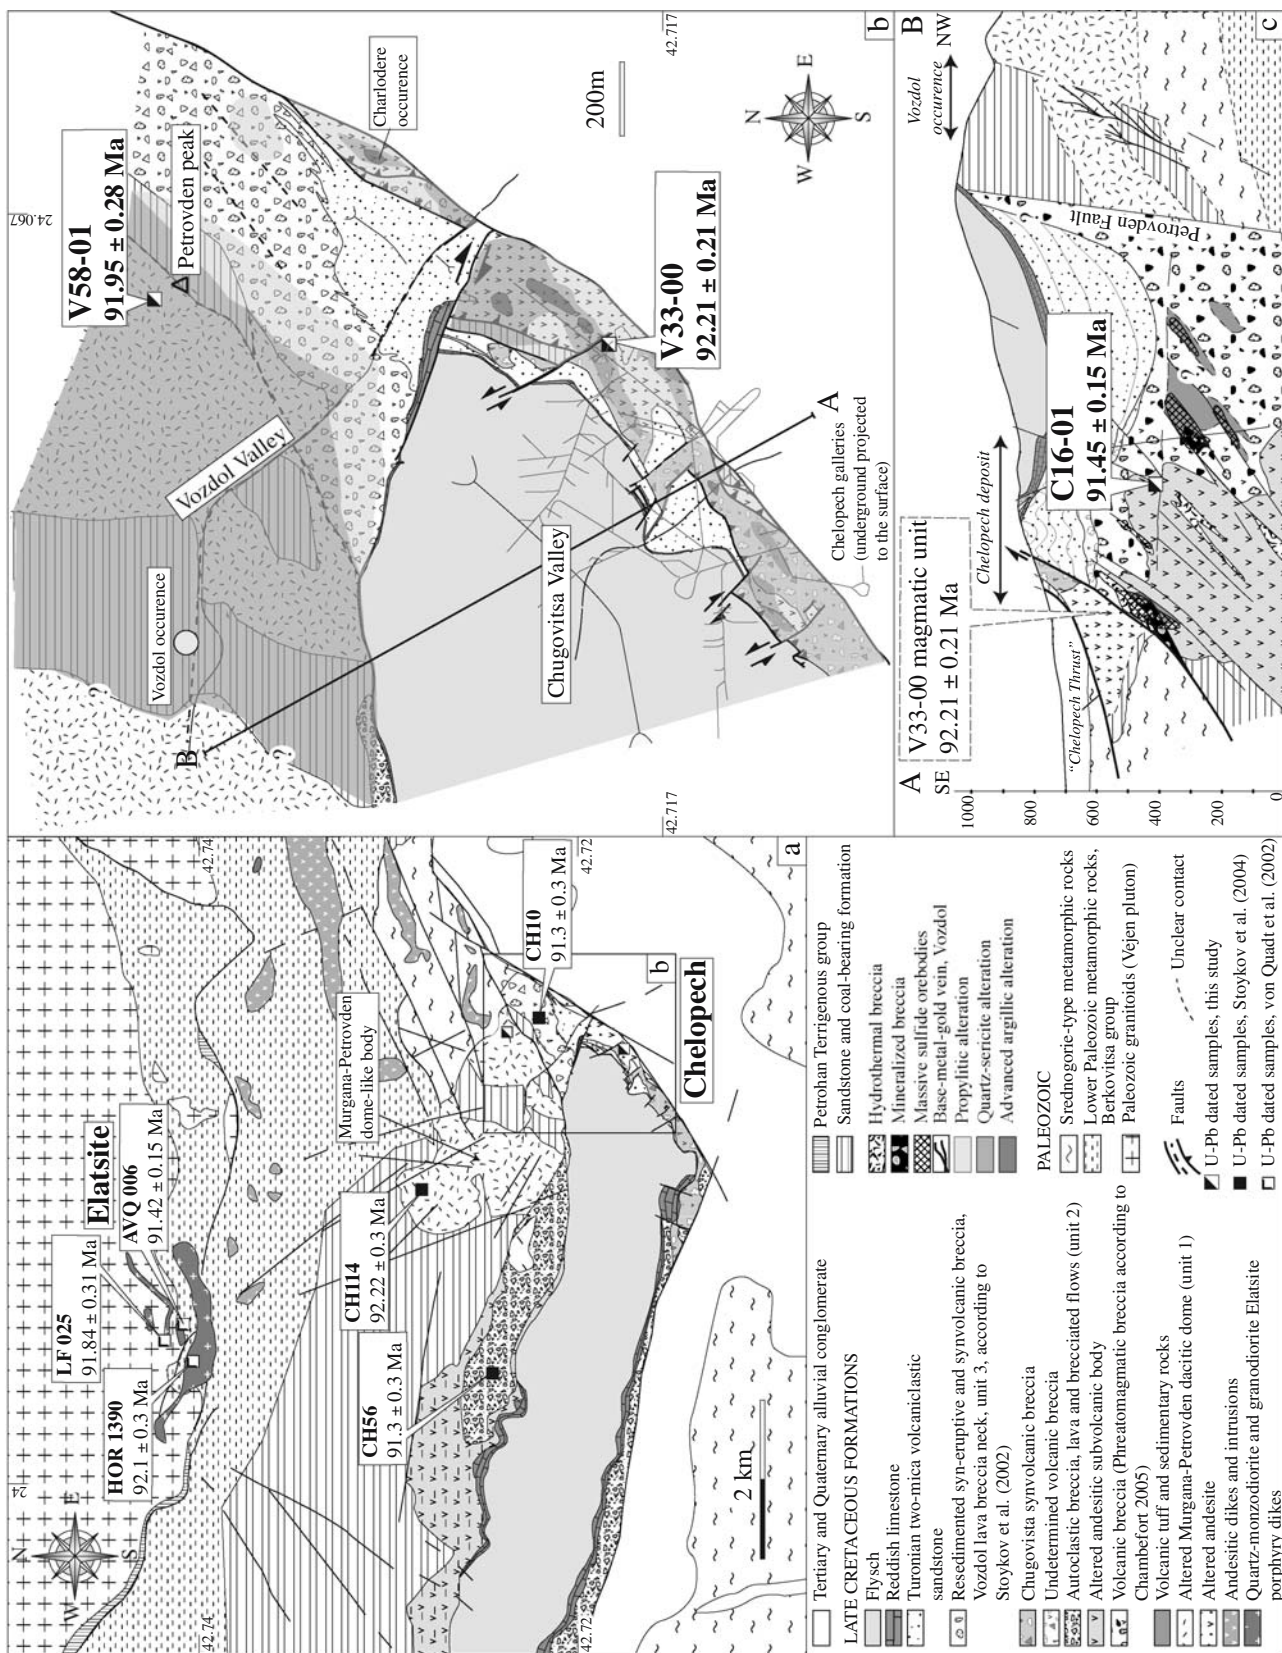 24
N
E
S
W
42.74
42.74
LF 025
91.84 ± 0.31 Ma
Elatsite
AVQ 006
91.42 ± 0.15 Ma
HOR 1390
92.1 ± 0.3 Ma
Murgana-Petrovden
dome-like body
CH114
92.22 ± 0.3 Ma
CH56
91.3 ± 0.3 Ma
CH10
91.3 ± 0.3 Ma
42.72
42.72
b
Chelopech
2 km
a
24.067
V58-01
91.95 ± 0.28 Ma
Petrovden peak
Charlodere
occurence
Vozdol Valley
Vozdol occurence
B
?
?
Chugovitsa Valley
V33-00
92.21 ± 0.21 Ma
A
Chelopech galleries
(underground projected
to the surface)
42.717
42.717
200m
N
E
S
W
b
A
SE
V33-00 magmatic unit
92.21 ± 0.21 Ma
"Chelopech Thrust"
Chelopech deposit
C16-01
91.45 ± 0.15 Ma
Petrovden Fault
?
?
Vozdol
occurence
B
NW
1000
800
600
400
200
0
c
Tertiary and Quaternary alluvial conglomerate
LATE CRETACEOUS FORMATIONS
Flysch
Reddish limestone
Turonian two-mica volcaniclastic
sandstone
Resedimented syn-eruptive and synvolcanic breccia,
Vozdol lava breccia neck, unit 3, according to
Stoykov et al. (2002)
Chugovista synvolcanic breccia
Undetermined volcanic breccia
Autoclastic breccia, lava and brecciated flows (unit 2)
Altered andesitic subvolcanic body
Volcanic breccia (Phreatomagmatic breccia according to
Chambefort 2005)
Volcanic tuff and sedimentary rocks
Altered Murgana-Petrovden dacitic dome (unit 1)
Altered andesite
Andesitic dikes and intrusions
Quartz-monzodiorite and granodiorite Elatsite
porphyry dikes
Petrohan Terrigenous group
Sandstone and coal-bearing formation
Hydrothermal breccia
Mineralized breccia
Massive sulfide orebodies
Base-metal-gold vein, Vozdol
Propylitic alteration
Quartz-sericite alteration
Advanced argillic alteration
PALEOZOIC
Srednogorie-type metamorphic rocks
Lower Paleozoic metamorphic rocks,
Berkovitsa group
Paleozoic granitoids (Vejen pluton)
Faults
Unclear contact
U-Pb dated samples, this study
U-Pb dated samples, Stoykov et al. (2004)
U-Pb dated samples, von Quadt et al. (2002)